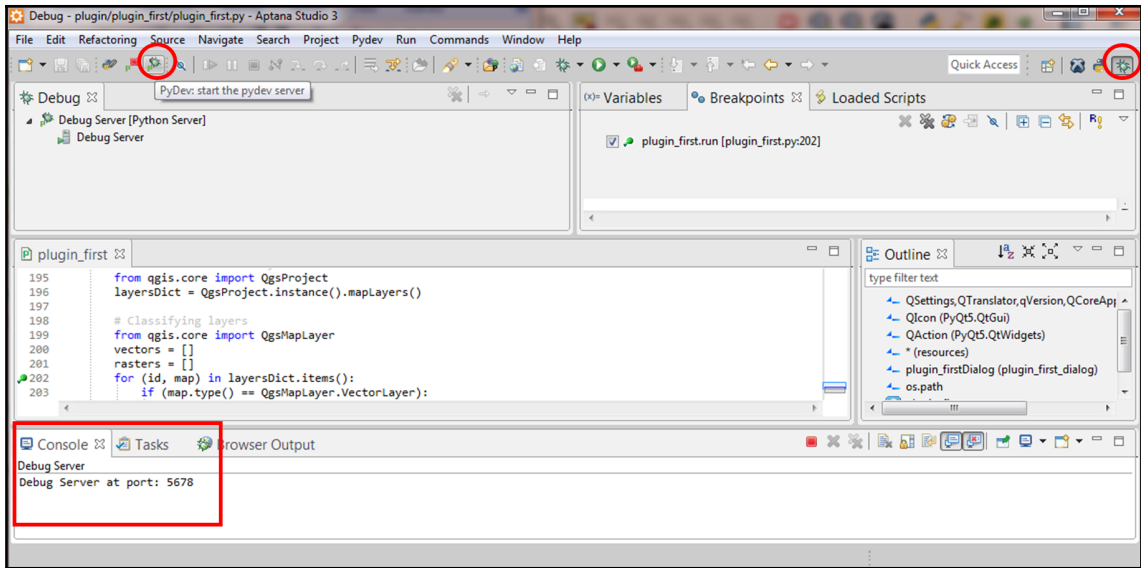 Debug - plugin/plugin_first/plugin_first.py - Aptana Studio 3
File Edit Refactoring Source Navigate Search Project Pydev Run Commands Window Help
Quick Access
PyDev: start the pydev server
Debug
Debug Server [Python Server]
Debug Server
(x)= Variables Breakpoints Loaded Scripts
plugin_first.run [plugin_first.py:202]
plugin_first
195 from qgis.core import QgsProject
196 layersDict = QgsProject.instance().mapLayers()
197
198 # Classifying layers
199 from qgis.core import QgsMapLayer
200 vectors = []
201 rasters = []
202 for (id, map) in layersDict.items():
203 if (map.type() == QgsMapLayer.VectorLayer):
Outline
type filter text
QSettings,QTranslator,qVersion,QCoreApp
QIcon (PyQt5.QtGui)
QAction (PyQt5.QtWidgets)
* (resources)
plugin_firstDialog (plugin_first_dialog)
os.path
Console Tasks Browser Output
Debug Server
Debug Server at port: 5678